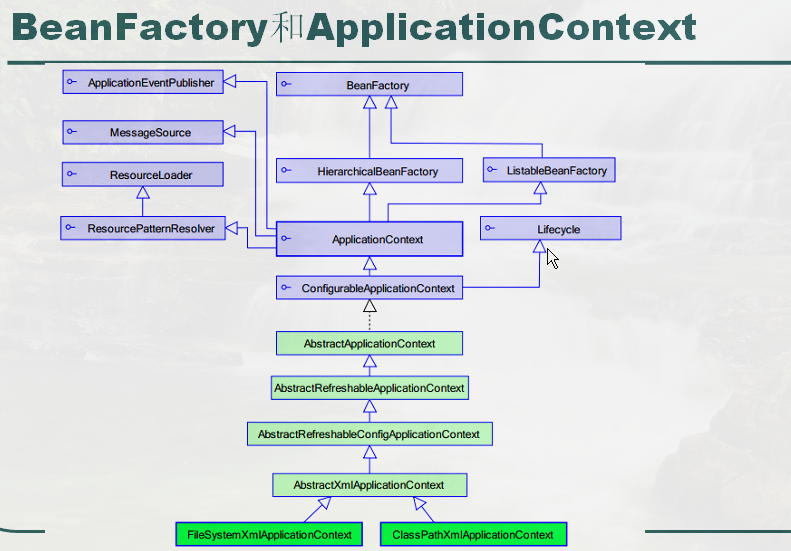 BeanFactory和ApplicationContext
ApplicationEventPublisher
BeanFactory
MessageSource
ResourceLoader
HierarchicalBeanFactory
ListableBeanFactory
ResourcePatternResolver
ApplicationContext
Lifecycle
ConfigurableApplicationContext
AbstractApplicationContext
AbstractRefreshableApplicationContext
AbstractRefreshableConfigApplicationContext
AbstractXmlApplicationContext
FileSystemXmlApplicationContext
ClassPathXmlApplicationContext